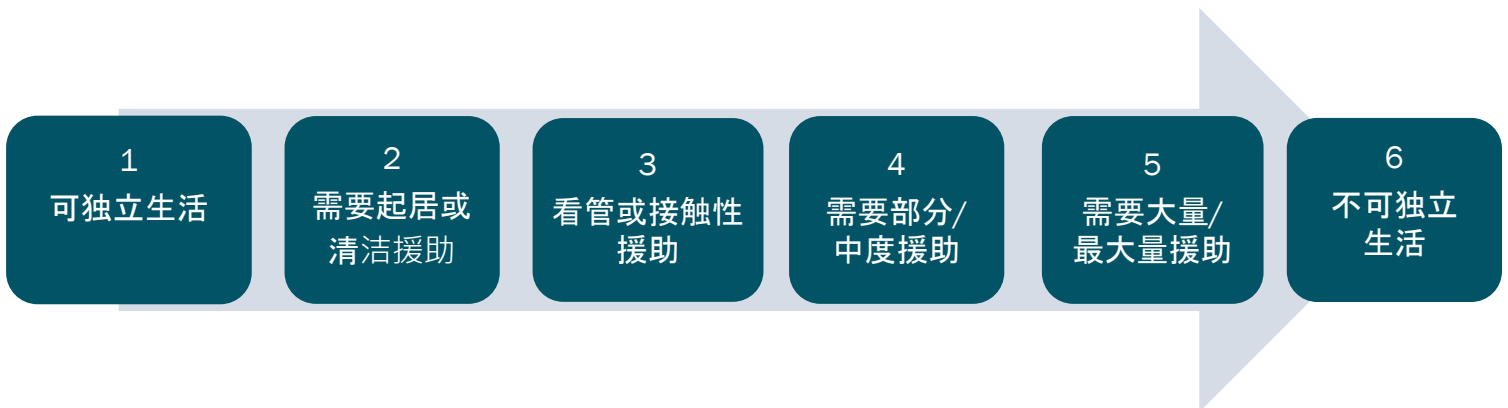 1
可独立生活
2
需要起居或
清洁援助
3
看管或接触性
援助
4
需要部分/
中度援助
5
需要大量/
最大量援助
6
不可独立
生活